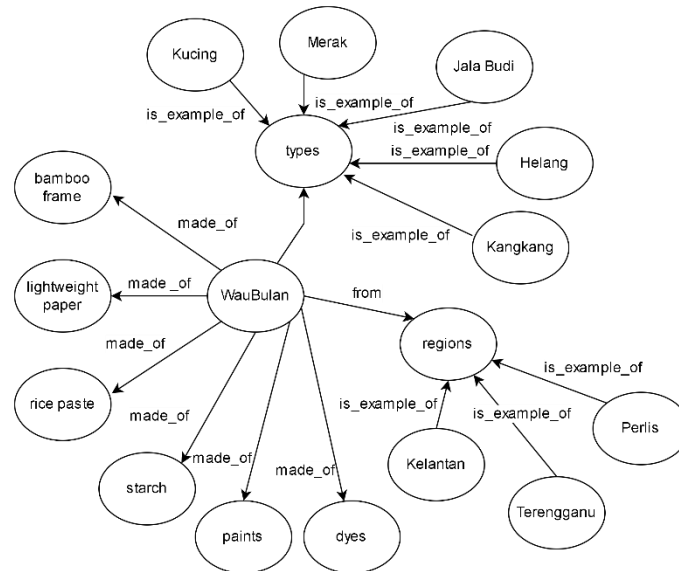 Kucing
Merak
Jala Budi
is_example_of
is_example_of
is_example_of
types
is_example_of
Helang
bamboo
frame
made_of
is_example_of
Kangkang
lightweight
paper
made _of
WauBulan
from
made_of
regions
is_example_of
rice paste
is_example_of
made_of
is_example_of
Perlis
made_of
made_of
Kelantan
starch
Terengganu
paints
dyes